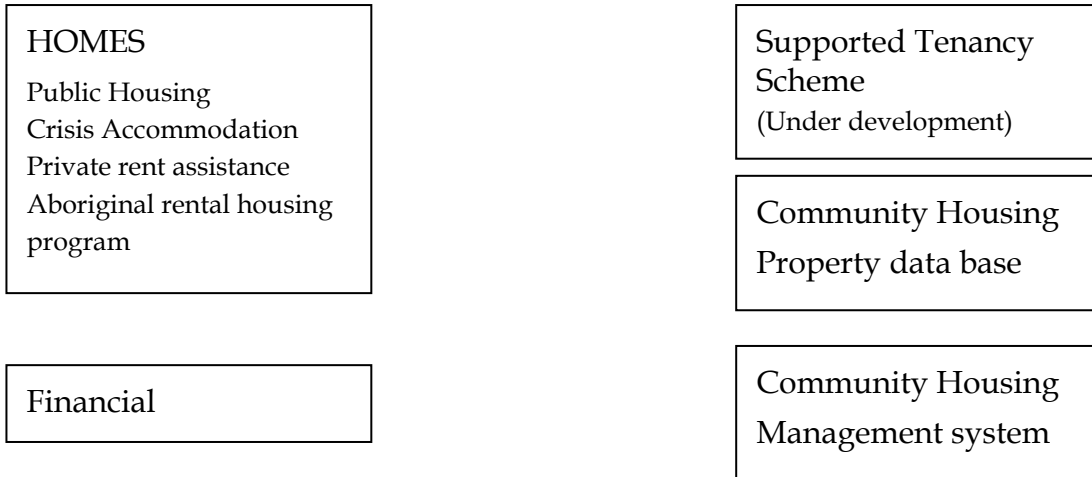 HOMES
Public Housing
Crisis Accommodation
Private rent assistance
Aboriginal rental housing
program
Financial
Supported Tenancy
Scheme
(Under development)
Community Housing
Property data base
Community Housing
Management system